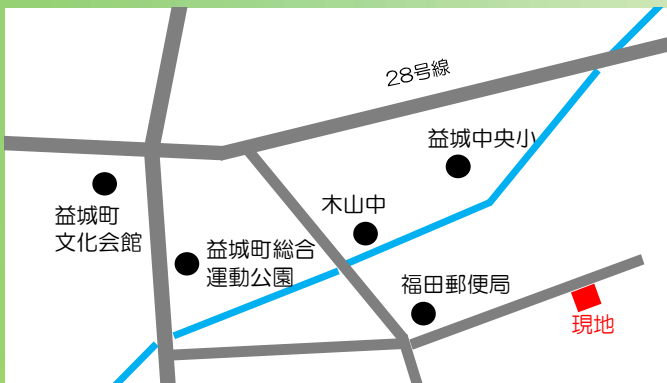 28号線
益城中央小
木山中
益城町
文化会館
益城町総合
運動公園
福田郵便局
現地